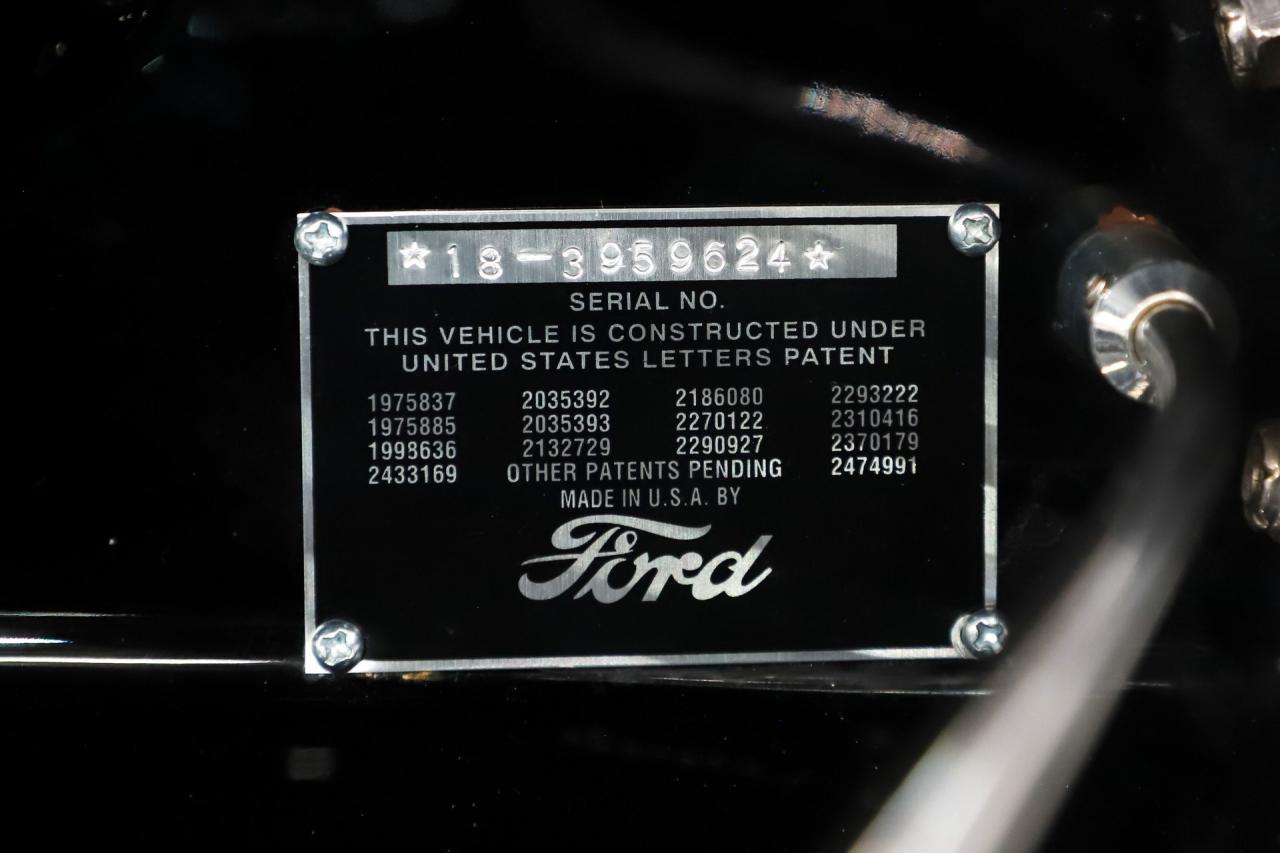 ★18-3959624★
SERIAL NO.
THIS VEHICLE IS CONSTRUCTED UNDER
UNITED STATES LETTERS PATENT
1975837 2035392 2186080 2293222
1975885 2035393 2270122 2310416
1998636 2132729 2290927 2370179
2433169 OTHER PATENTS PENDING 2474991
MADE IN U.S.A. BY
Ford